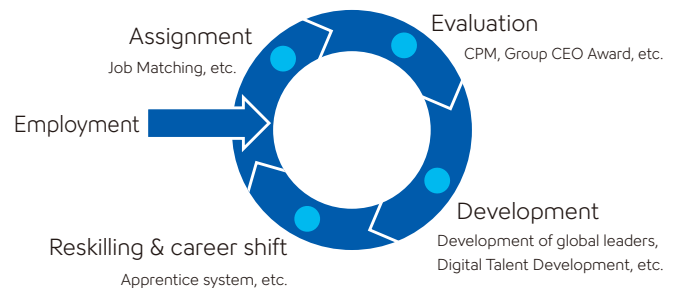 Assignment
Job Matching, etc.
Evaluation
CPM, Group CEO Award, etc.
Employment
Development
Development of global leaders,
Digital Talent Development, etc.
Reskilling & career shift
Apprentice system, etc.